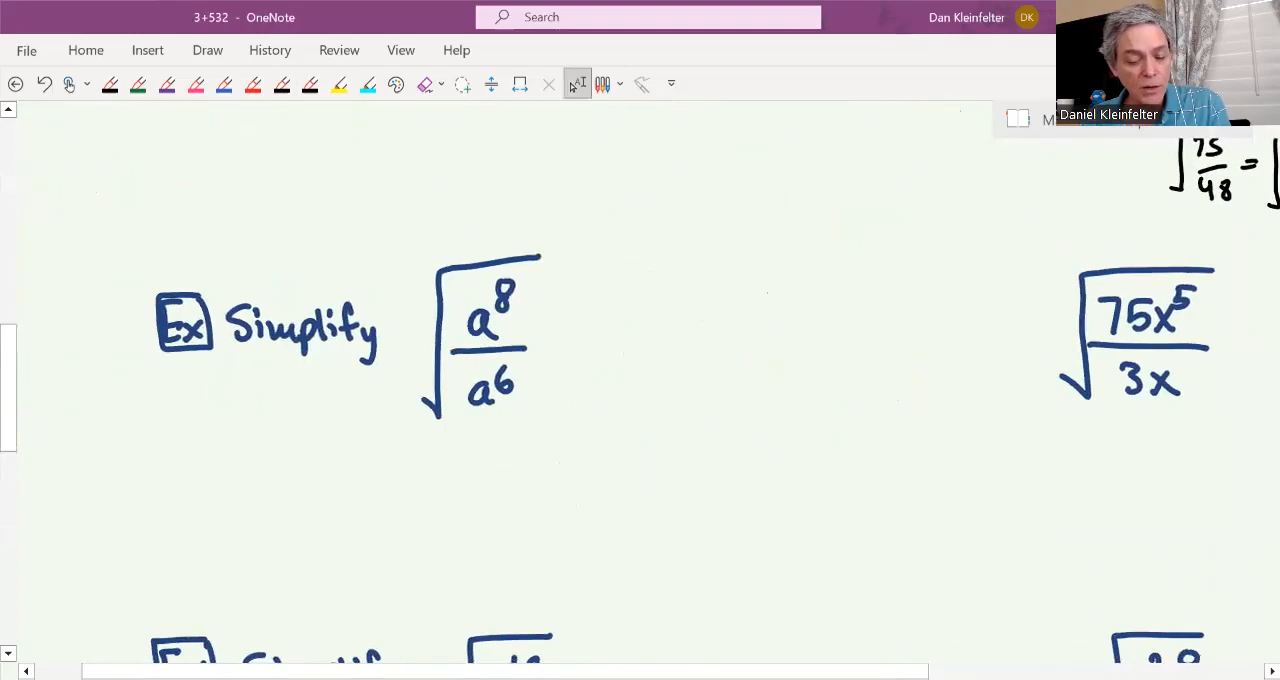 3+532 - OneNote
Search
Dan Kleinfelter
DK
File Home Insert Draw History Review View Help
Daniel Kleinfelter
√75/48 = √
Ex Simplify √a^8/a^6
√75x^5/3x